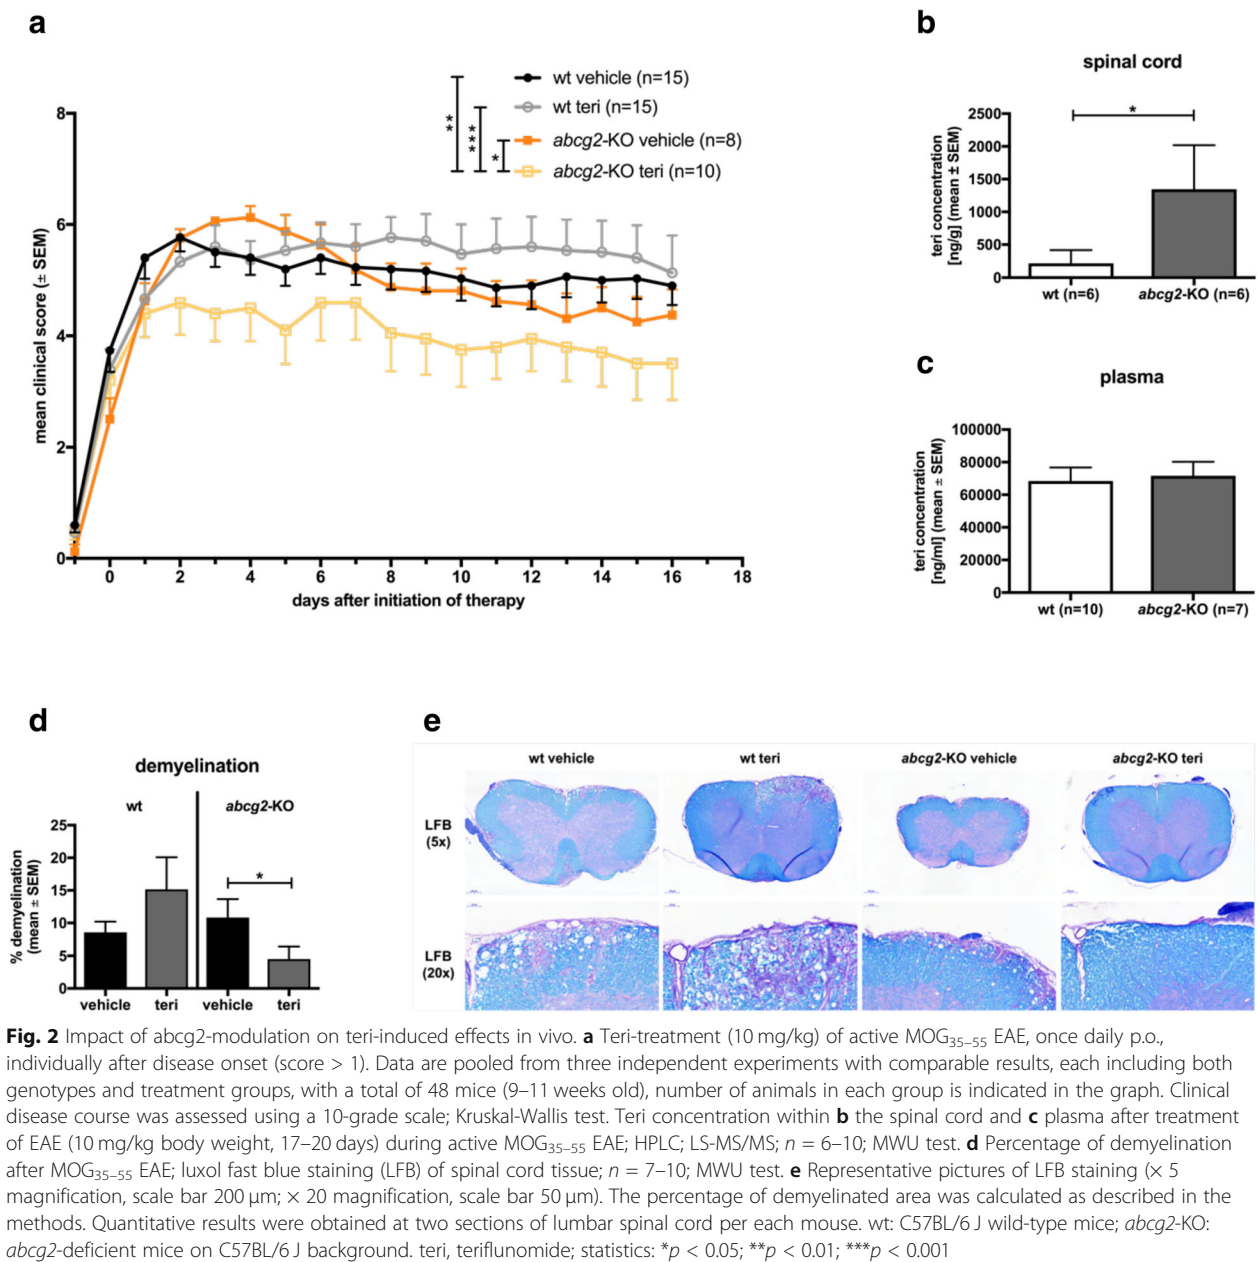 a
wt vehicle (n=15)
wt teri (n=15)
abcg2-KO vehicle (n=8)
abcg2-KO teri (n=10)
**
***
*
mean clinical score (± SEM)
8
6
4
2
0
0 2 4 6 8 10 12 14 16 18
days after initiation of therapy
b
spinal cord
teri concentration
[ng/g] (mean ± SEM)
2500
2000
1500
1000
500
0
*
wt (n=6) abcg2-KO (n=6)
c
plasma
teri concentration
[ng/ml] (mean ± SEM)
100000
80000
60000
40000
20000
0
wt (n=10) abcg2-KO (n=7)
d
demyelination
wt abcg2-KO
% demyelination
(mean ± SEM)
25
20
15
10
5
0
*
vehicle teri vehicle teri
e
wt vehicle wt teri abcg2-KO vehicle abcg2-KO teri
LFB
(5x)
LFB
(20x)
Fig. 2 Impact of abcg2-modulation on teri-induced effects in vivo. a Teri-treatment (10 mg/kg) of active MOG35–55 EAE, once daily p.o.,
individually after disease onset (score > 1). Data are pooled from three independent experiments with comparable results, each including both
genotypes and treatment groups, with a total of 48 mice (9–11 weeks old), number of animals in each group is indicated in the graph. Clinical
disease course was assessed using a 10-grade scale; Kruskal-Wallis test. Teri concentration within b the spinal cord and c plasma after treatment
of EAE (10 mg/kg body weight, 17–20 days) during active MOG35–55 EAE; HPLC; LS-MS/MS; n = 6–10; MWU test. d Percentage of demyelination
after MOG35–55 EAE; luxol fast blue staining (LFB) of spinal cord tissue; n = 7–10; MWU test. e Representative pictures of LFB staining (× 5
magnification, scale bar 200 μm; × 20 magnification, scale bar 50 μm). The percentage of demyelinated area was calculated as described in the
methods. Quantitative results were obtained at two sections of lumbar spinal cord per each mouse. wt: C57BL/6 J wild-type mice; abcg2-KO:
abcg2-deficient mice on C57BL/6 J background. teri, teriflunomide; statistics: *p < 0.05; **p < 0.01; ***p < 0.001